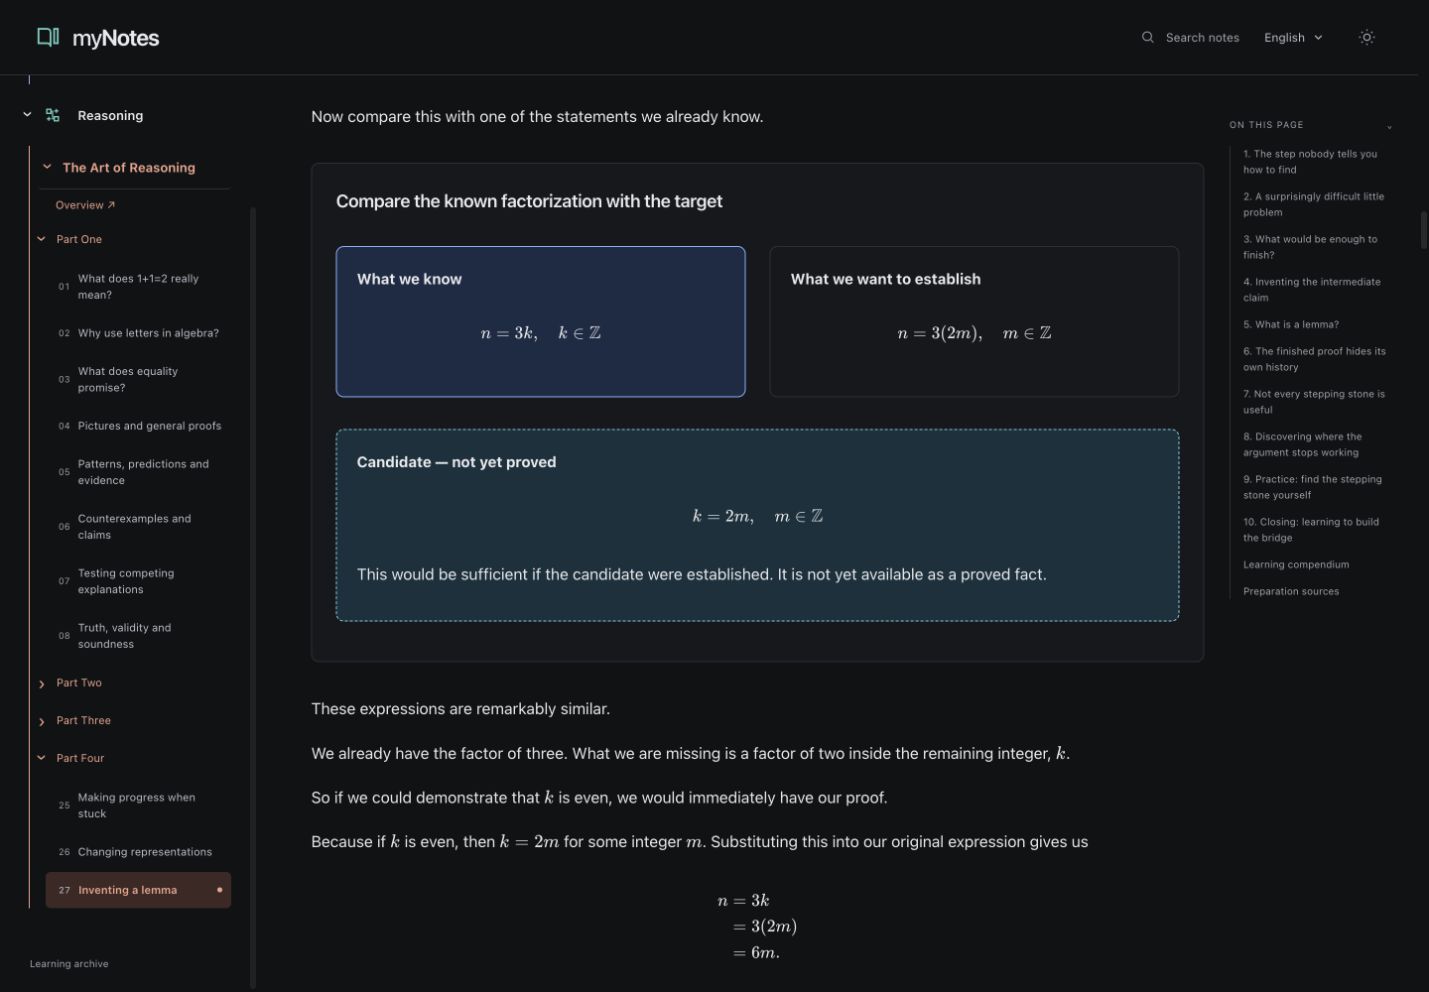 myNotes
Search notes
English
Reasoning
The Art of Reasoning
Overview ↗
Part One
01 What does 1+1=2 really
mean?
02 Why use letters in algebra?
03 What does equality
promise?
04 Pictures and general proofs
05 Patterns, predictions and
evidence
06 Counterexamples and
claims
07 Testing competing
explanations
08 Truth, validity and
soundness
Part Two
Part Three
Part Four
25 Making progress when
stuck
26 Changing representations
27 Inventing a lemma
Learning archive
Now compare this with one of the statements we already know.
Compare the known factorization with the target
What we know
n = 3k, k ∈ ℤ
What we want to establish
n = 3(2m), m ∈ ℤ
Candidate — not yet proved
k = 2m, m ∈ ℤ
This would be sufficient if the candidate were established. It is not yet available as a proved fact.
These expressions are remarkably similar.
We already have the factor of three. What we are missing is a factor of two inside the remaining integer, k.
So if we could demonstrate that k is even, we would immediately have our proof.
Because if k is even, then k = 2m for some integer m. Substituting this into our original expression gives us
n = 3k
= 3(2m)
= 6m.
ON THIS PAGE
1. The step nobody tells you
how to find
2. A surprisingly difficult little
problem
3. What would be enough to
finish?
4. Inventing the intermediate
claim
5. What is a lemma?
6. The finished proof hides its
own history
7. Not every stepping stone is
useful
8. Discovering where the
argument stops working
9. Practice: find the stepping
stone yourself
10. Closing: learning to build
the bridge
Learning compendium
Preparation sources